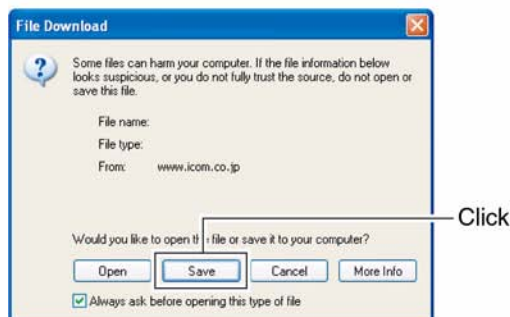 File Download
Some files can harm your computer. If the file information below
looks suspicious, or you do not fully trust the source, do not open or
save this file.
File name:
File type:
From: www.icom.co.jp
Click
Would you like to open this file or save it to your computer?
Open Save Cancel More Info
Always ask before opening this type of file